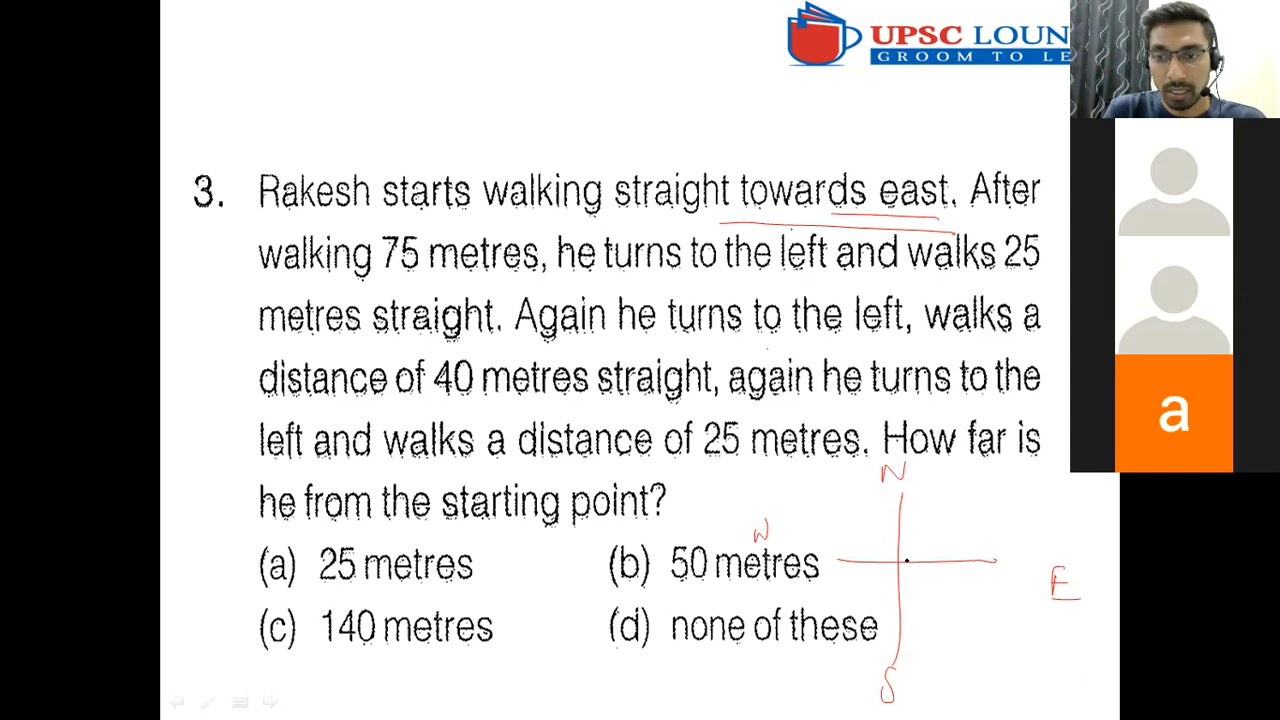 UPSC LOUN
GROOM TO LE
3. Rakesh starts walking straight towards east. After
walking 75 metres, he turns to the left and walks 25
metres straight. Again he turns to the left, walks a
distance of 40 metres straight, again he turns to the
left and walks a distance of 25 metres. How far is
he from the starting point?
N
W
(a) 25 metres (b) 50 metres
E
(c) 140 metres (d) none of these
S
a